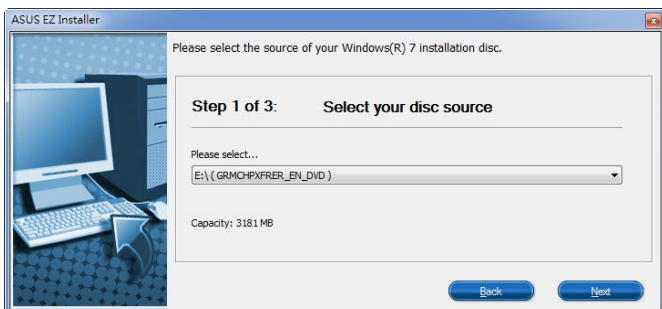 ASUS EZ Installer
Please select the source of your Windows(R) 7 installation disc.
Step 1 of 3: Select your disc source
Please select...
E:\ ( GRMCHPXFRER_EN_DVD )
Capacity: 3181 MB
Back Next